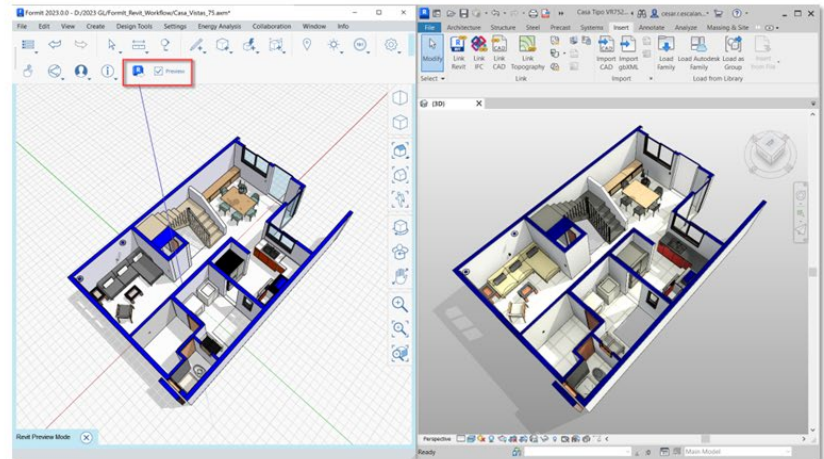 FormIt 2023.0.0 - D:/2023 GL/FormIt_Revit_Workflow/Casa_Vistas_75.axm*
File Edit View Create Design Tools Settings Energy Analysis Collaboration Window Info
Preview
Revit Preview Mode
Casa Tipo VR752...
cesar.r.escalan...
File Architecture Structure Steel Precast Systems Insert Annotate Analyze Massing & Site
Modify
Link Revit
Link IFC
Link CAD
Link Topography
Import CAD
Import gbXML
Load Family
Load Autodesk Family
Load as Group
Insert from File
Select
Link
Import
Load from Library
{3D}
Perspective
Ready
Main Model